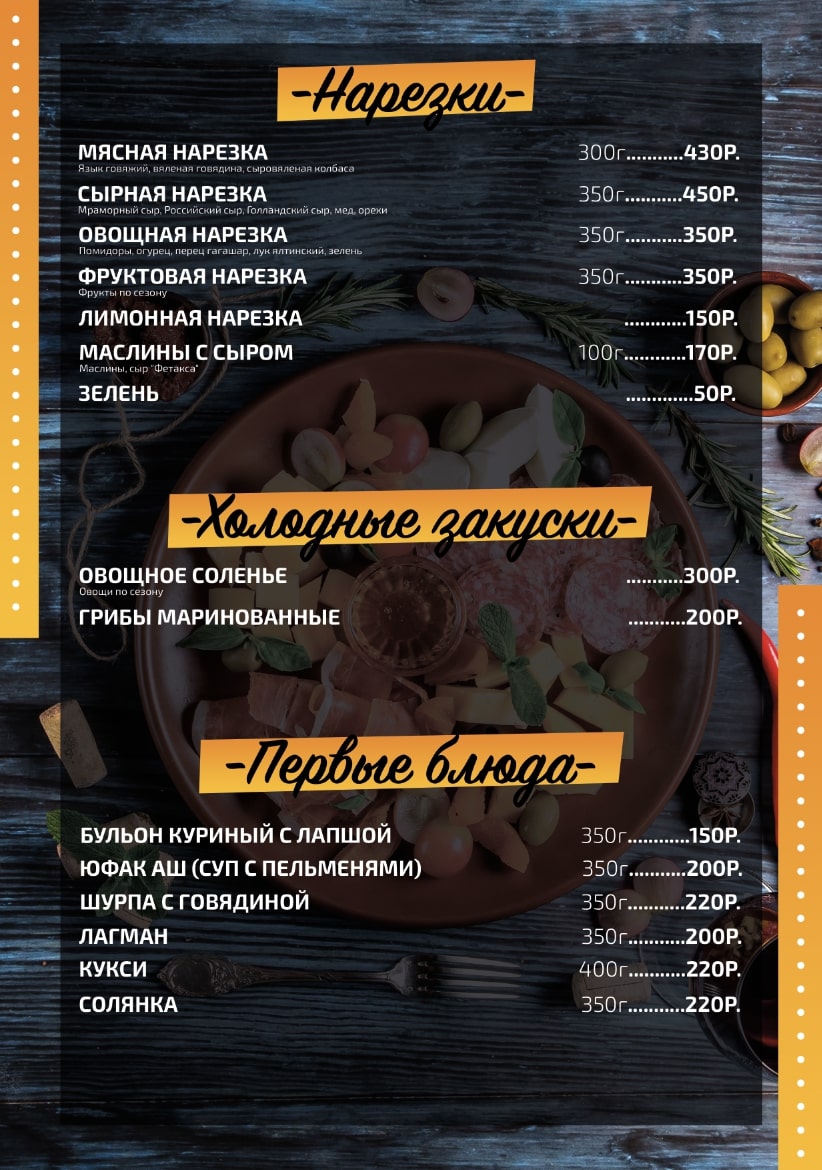 -Нарезки-
МЯСНАЯ НАРЕЗКА 300г...........430Р.
Язык говяжий, вяленая говядина, сыровяленая колбаса
СЫРНАЯ НАРЕЗКА 350г...........450Р.
Мраморный сыр, Российский сыр, Голландский сыр, мед, орехи
ОВОЩНАЯ НАРЕЗКА 350г...........350Р.
Помидоры, огурец, перец гагашар, лук ялтинский, зелень
ФРУКТОВАЯ НАРЕЗКА 350г...........350Р.
Фрукты по сезону
ЛИМОННАЯ НАРЕЗКА ............150Р.
МАСЛИНЫ С СЫРОМ 100г............170Р.
Маслины, сыр "Фетакса"
ЗЕЛЕНЬ .............50Р.
-Холодные закуски-
ОВОЩНОЕ СОЛЕНЬЕ ...........300Р.
Овощи по сезону
ГРИБЫ МАРИНОВАННЫЕ ...........200Р.
-Первые блюда-
БУЛЬОН КУРИНЫЙ С ЛАПШОЙ 350г............150Р.
ЮФАК АШ (СУП С ПЕЛЬМЕНЯМИ) 350г...........200Р.
ШУРПА С ГОВЯДИНОЙ 350г...........220Р.
ЛАГМАН 350г...........200Р.
КУКСИ 400г...........220Р.
СОЛЯНКА 350г...........220Р.